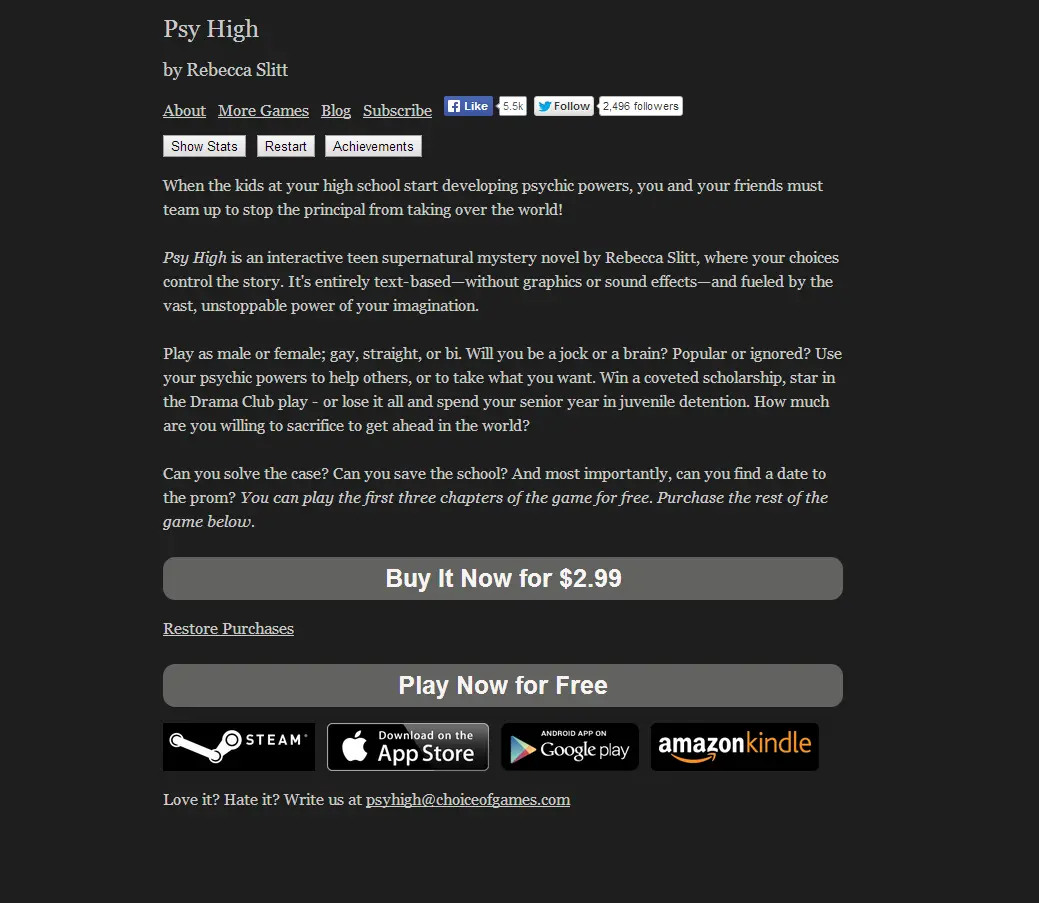 Psy High
by Rebecca Slitt
About More Games Blog Subscribe Like 5.5k Follow 2,496 followers
Show Stats Restart Achievements
When the kids at your high school start developing psychic powers, you and your friends must
team up to stop the principal from taking over the world!
Psy High is an interactive teen supernatural mystery novel by Rebecca Slitt, where your choices
control the story. It's entirely text-based—without graphics or sound effects—and fueled by the
vast, unstoppable power of your imagination.
Play as male or female; gay, straight, or bi. Will you be a jock or a brain? Popular or ignored? Use
your psychic powers to help others, or to take what you want. Win a coveted scholarship, star in
the Drama Club play - or lose it all and spend your senior year in juvenile detention. How much
are you willing to sacrifice to get ahead in the world?
Can you solve the case? Can you save the school? And most importantly, can you find a date to
the prom? You can play the first three chapters of the game for free. Purchase the rest of the
game below.
Buy It Now for $2.99
Restore Purchases
Play Now for Free
STEAM Download on the App Store ANDROID APP ON Google play amazonkindle
Love it? Hate it? Write us at psyhigh@choiceofgames.com